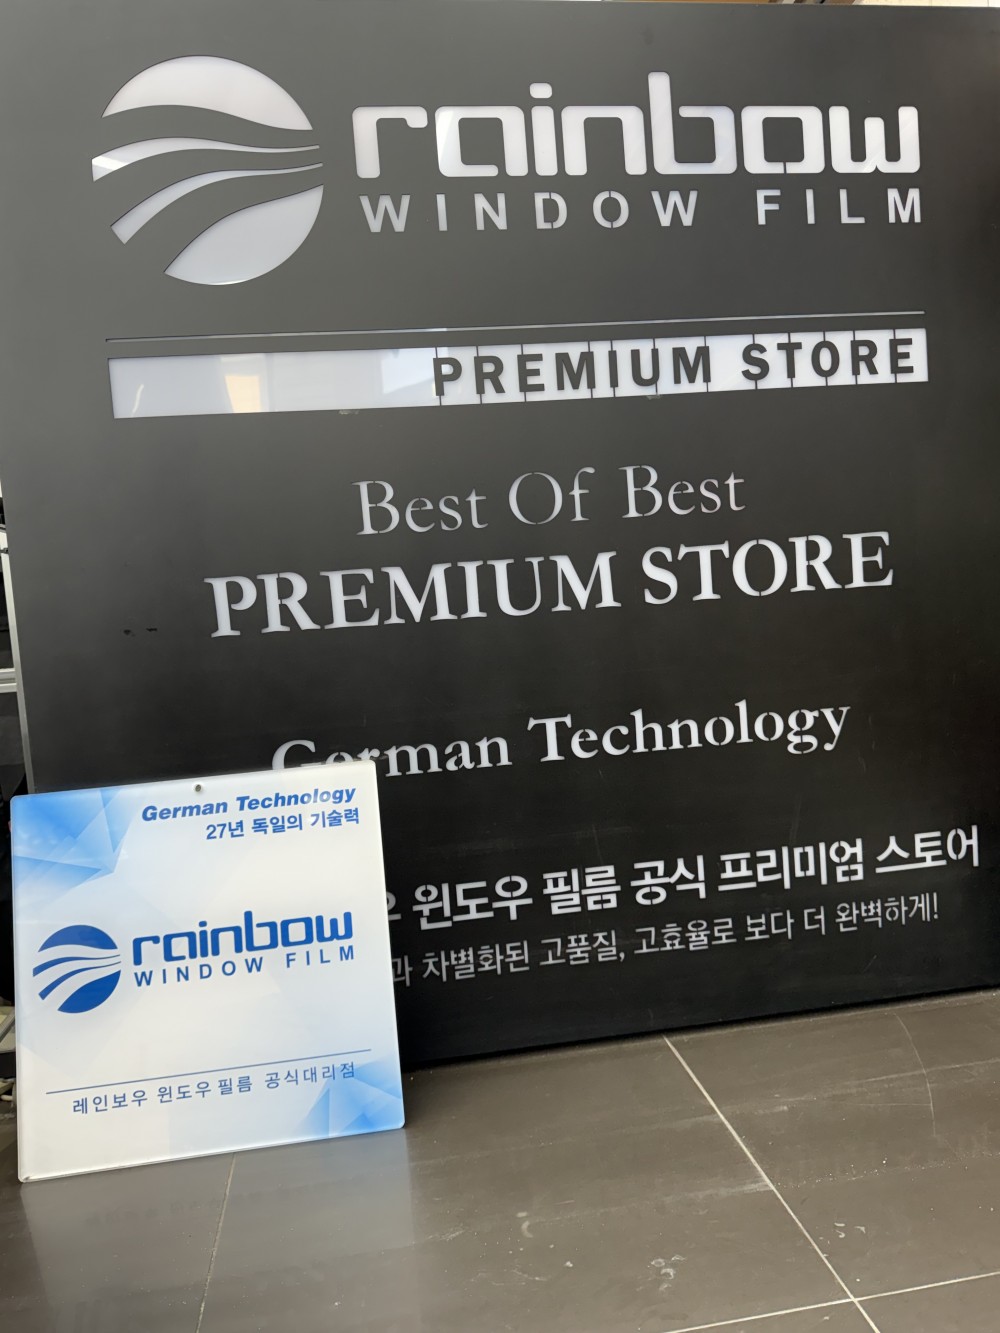 rainbow
WINDOW FILM
PREMIUM STORE
Best Of Best
PREMIUM STORE
German Technology
윈도우 필름 공식 프리미엄 스토어
차별화된 고품질, 고효율로 보다 더 완벽하게!
German Technology
27년 독일의 기술력
rainbow
WINDOW FILM
레인보우 윈도우 필름 공식대리점